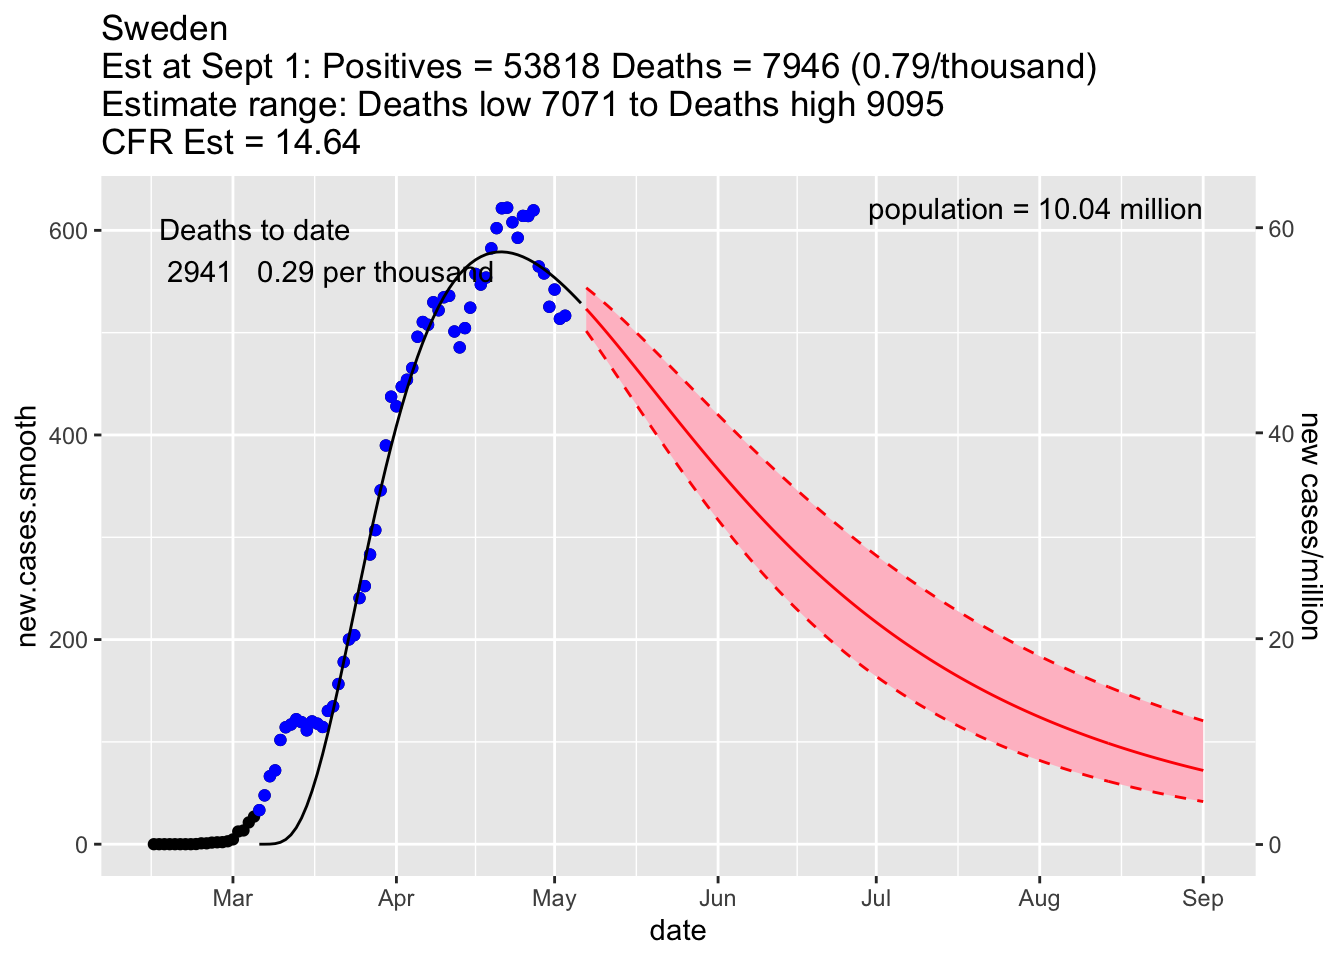 Sweden
Est at Sept 1: Positives = 53818 Deaths = 7946 (0.79/thousand)
Estimate range: Deaths low 7071 to Deaths high 9095
CFR Est = 14.64
population = 10.04 million
Deaths to date
2941 0.29 per thousand
600
400
200
0
new.cases.smooth
60
40
20
0
new cases/million
Mar Apr May Jun Jul Aug Sep
date